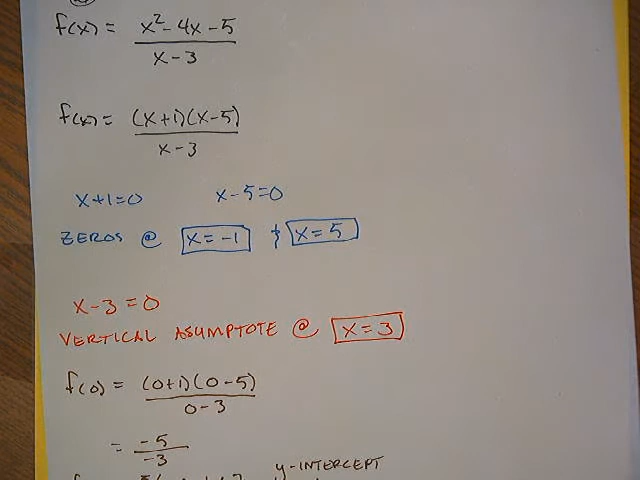 f(x) = x² - 4x - 5 / x - 3
f(x) = (x+1)(x-5) / x - 3
x+1=0 x-5=0
ZEROS @ x = -1 & x = 5
x - 3 = 0
VERTICAL ASUMPTOTE @ x = 3
f(0) = (0+1)(0-5) / 0-3
= -5 / -3
y-INTERCEPT